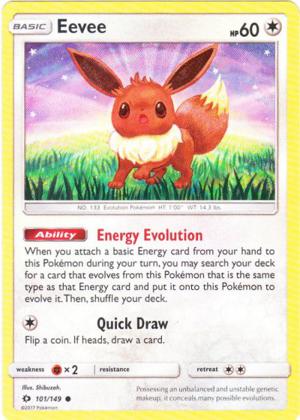 BASIC Eevee HP60
NO. 133 Evolution Pokémon HT: 1'00" WT: 14.3 lbs.
Ability Energy Evolution
When you attach a basic Energy card from your hand to
this Pokémon during your turn, you may search your deck
for a card that evolves from this Pokémon that is the same
type as that Energy card and put it onto this Pokémon
to evolve it. Then, shuffle your deck.
Quick Draw
Flip a coin. If heads, draw a card.
weakness × 2 resistance retreat
Illus. Shibuzoh. Possessing an unbalanced and unstable genetic
101/149 makeup, it conceals many possible evolutions.
©2017 Pokémon